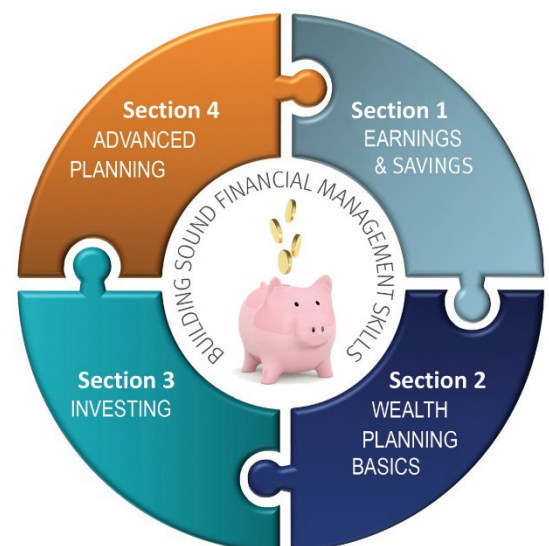 Section 1
EARNINGS
& SAVINGS
Section 2
WEALTH
PLANNING
BASICS
Section 3
INVESTING
Section 4
ADVANCED
PLANNING
BUILDING SOUND FINANCIAL MANAGEMENT SKILLS